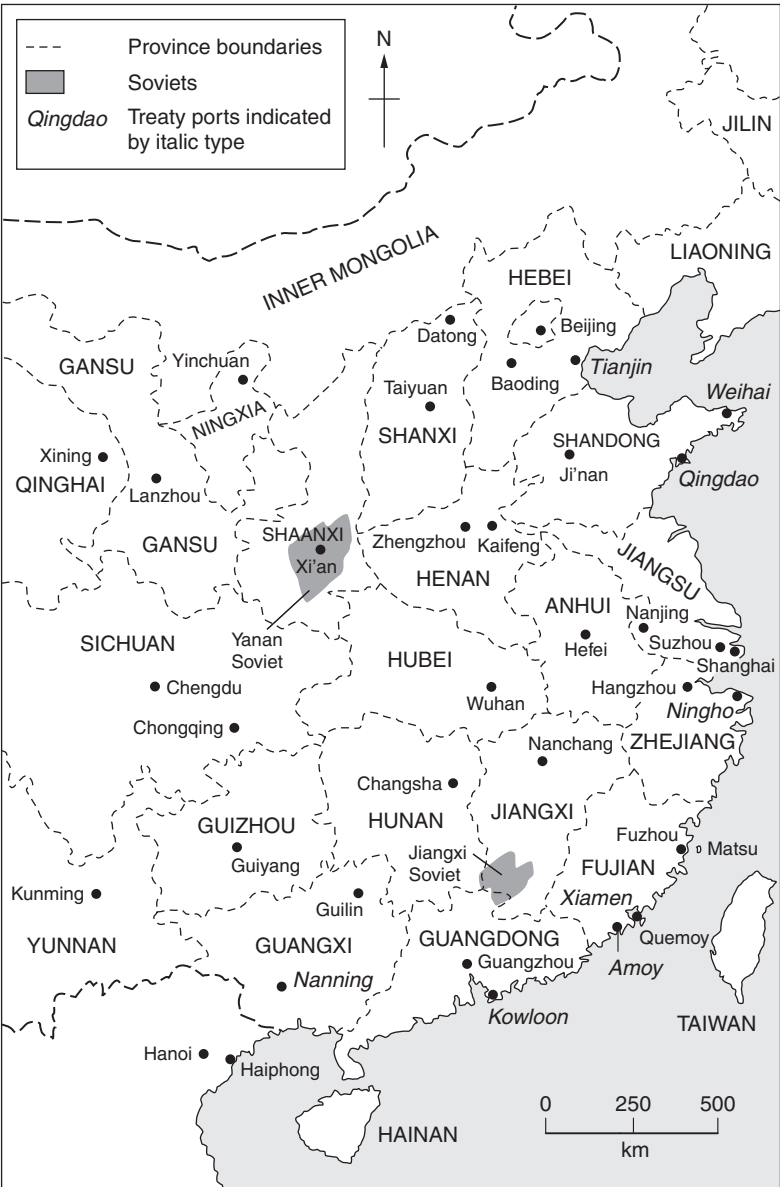 Province boundaries
Soviets
Qingdao Treaty ports indicated
by italic type
N
JILIN
LIAONING
INNER MONGOLIA
HEBEI
Datong
Beijing
GANSU
Yinchuan
Baoding
Tianjin
Taiyuan
Weihai
NINGXIA
SHANXI
SHANDONG
Xining
Ji'nan
Qingdao
QINGHAI
Lanzhou
SHAANXI
Zhengzhou
Kaifeng
GANSU
Xi'an
HENAN
JIANGSU
ANHUI
Nanjing
SICHUAN
Yanan
Soviet
HUBEI
Hefei
Suzhou
Shanghai
Chengdu
Wuhan
Hangzhou
Ningho
Chongqing
Nanchang
ZHEJIANG
Changsha
JIANGXI
GUIZHOU
HUNAN
Fuzhou
Matsu
Guiyang
Jiangxi
Soviet
FUJIAN
Kunming
Guilin
Xiamen
YUNNAN
GUANGXI
GUANGDONG
Quemoy
Guangzhou
Amoy
Nanning
Kowloon
TAIWAN
Hanoi
Haiphong
HAINAN
0 250 500
km